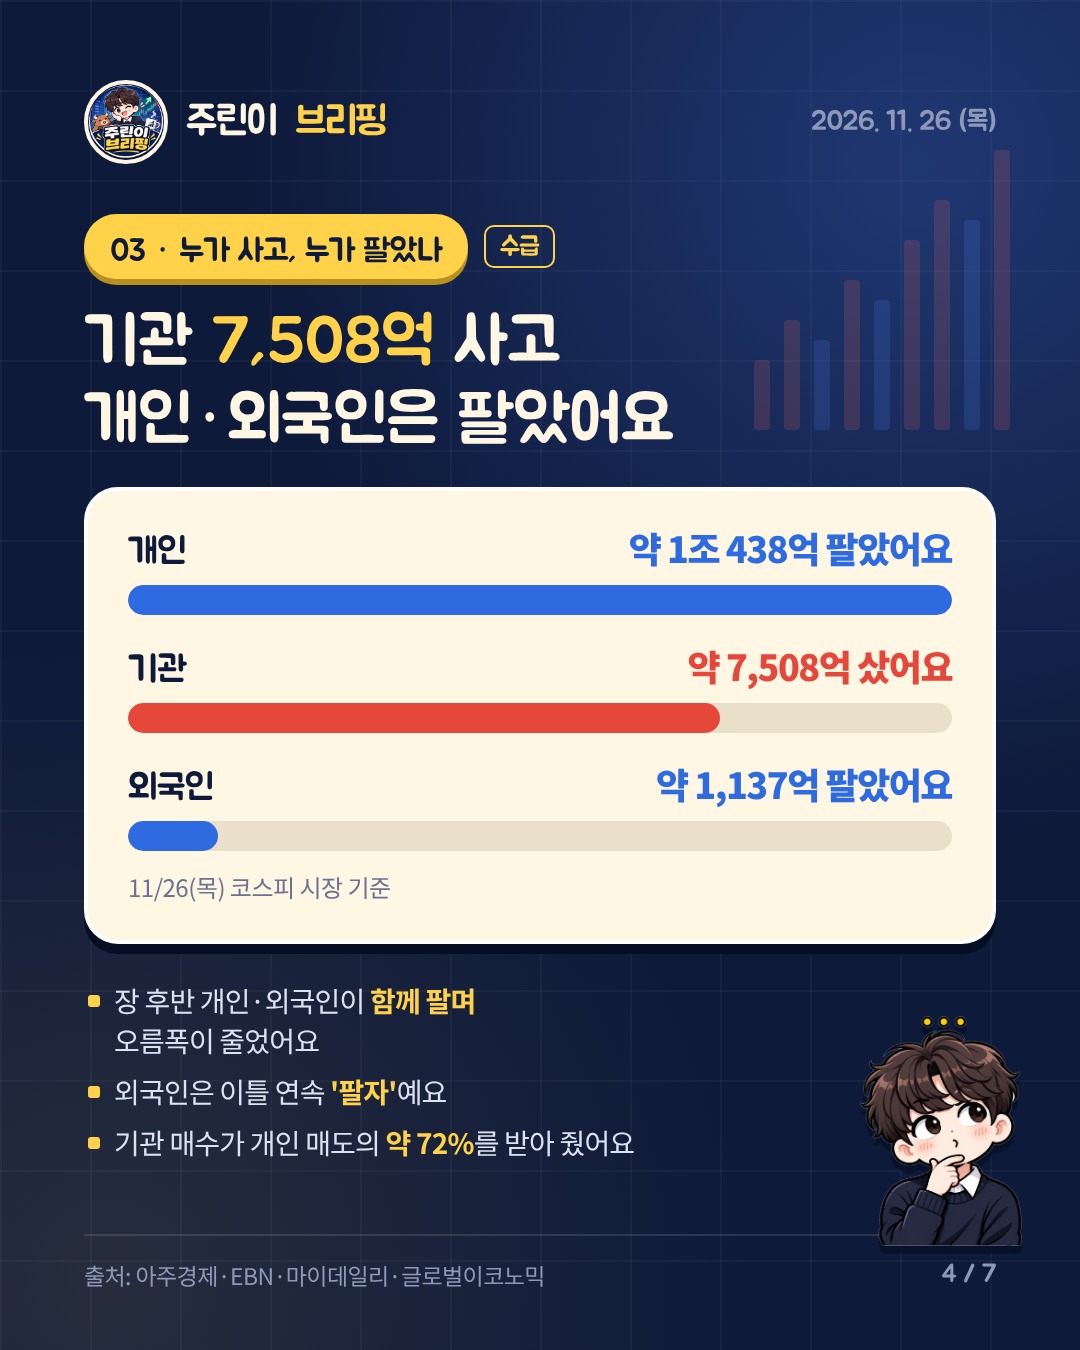 주린이 브리핑
주린이 브리핑
2026. 11. 26 (목)
03 · 누가 사고, 누가 팔았나
수급
기관 7,508억 사고
개인·외국인은 팔았어요
개인
약 1조 438억 팔았어요
기관
약 7,508억 샀어요
외국인
약 1,137억 팔았어요
11/26(목) 코스피 시장 기준
장 후반 개인·외국인이 함께 팔며
오름폭이 줄었어요
외국인은 이틀 연속 '팔자'예요
기관 매수가 개인 매도의 약 72%를 받아 줬어요
출처: 아주경제·EBN·마이데일리·글로벌이코노믹
4 / 7